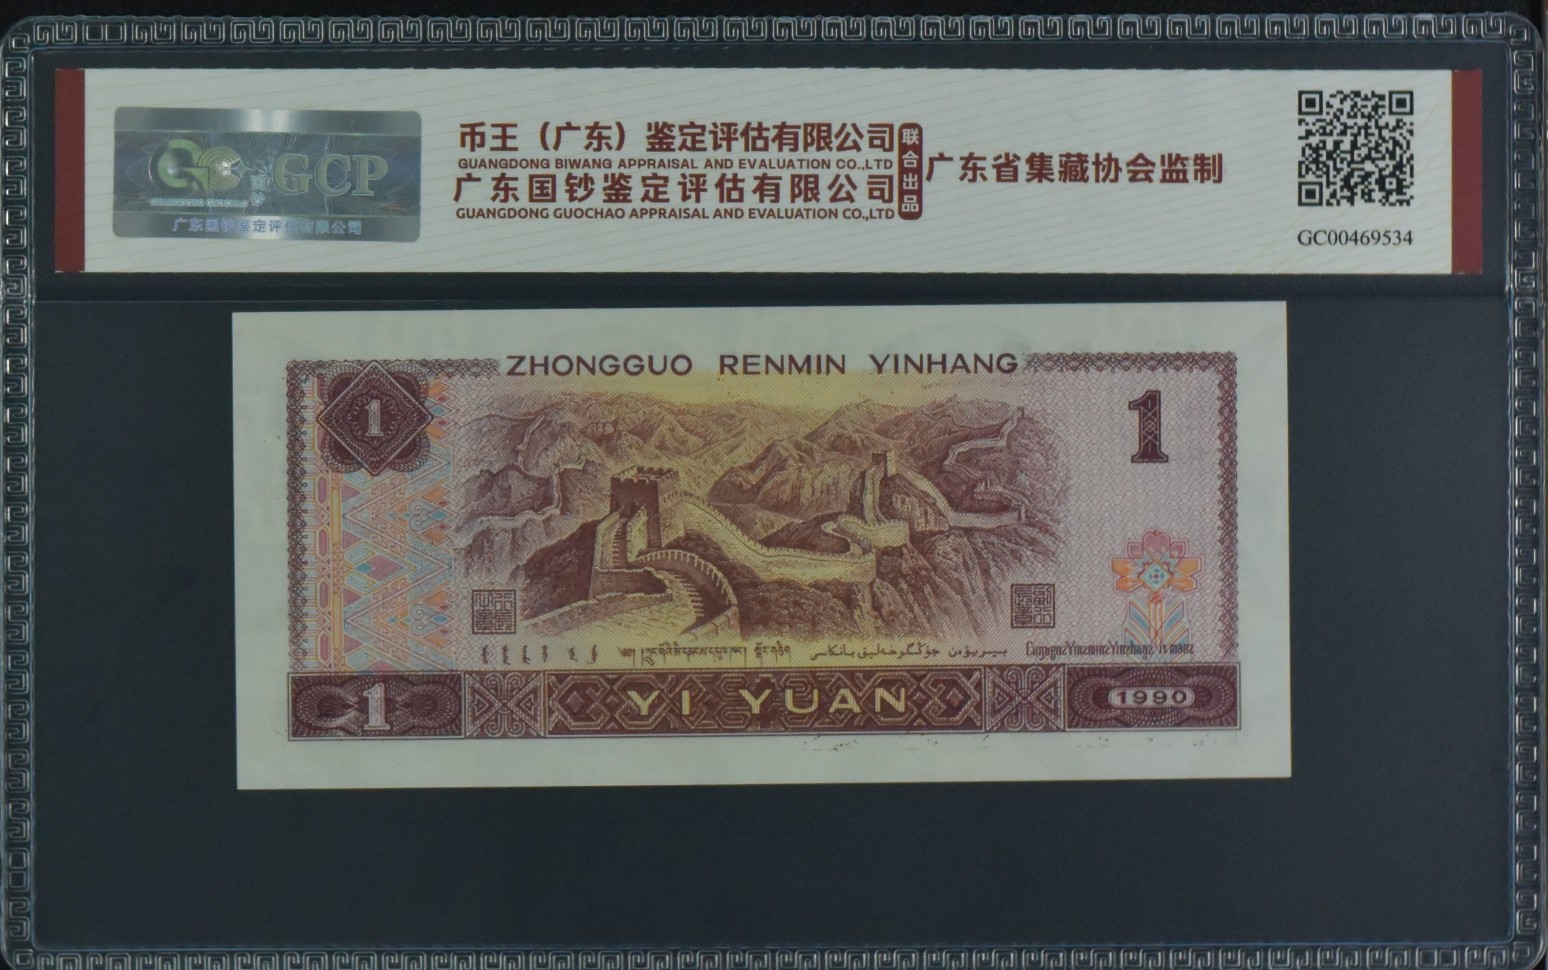 GCP
广东国钞鉴定评估有限公司
币王（广东）鉴定评估有限公司
GUANGDONG BIWANG APPRAISAL AND EVALUATION CO.,LTD
广东国钞鉴定评估有限公司
GUANGDONG GUOCHAO APPRAISAL AND EVALUATION CO.,LTD
联合出品
广东省集藏协会监制
GC00469534
ZHONGGUO RENMIN YINHANG
1
1
1
YI YUAN
1990